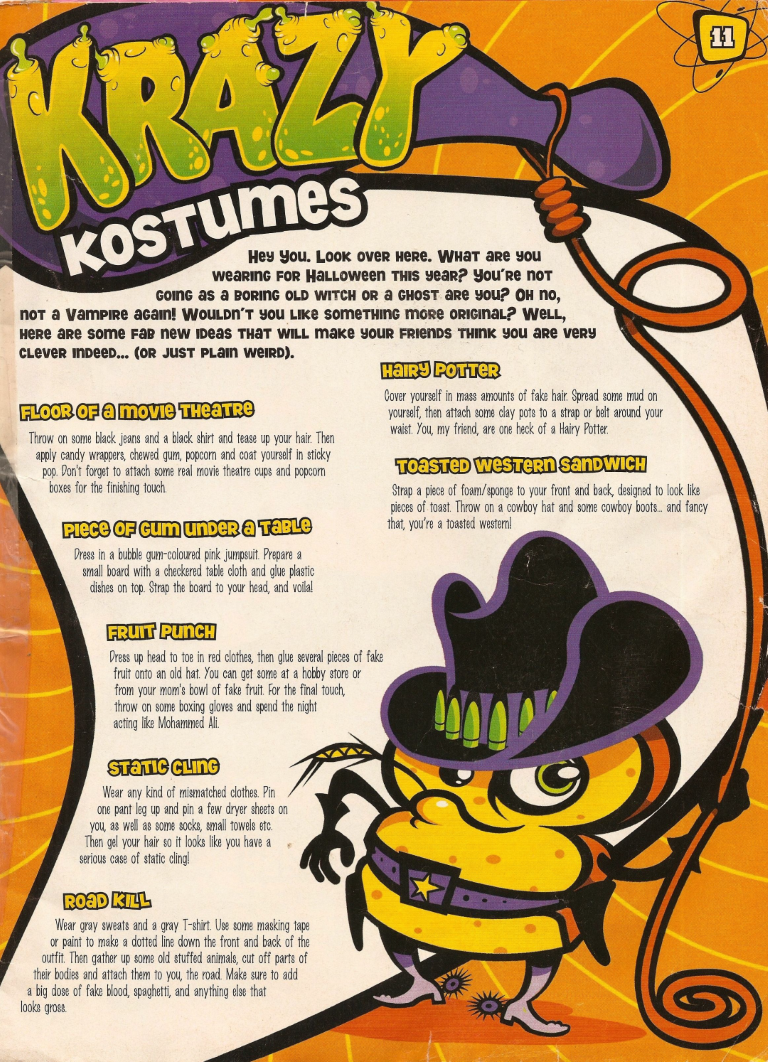 11
KRAZY
KOSTUMES
Hey You. Look over here. What are you
wearing for Halloween this year? You're not
going as a boring old witch or a ghost are you? Oh no,
not a Vampire again! Wouldn't you like something more original? Well,
here are some fab new ideas that will make your friends think you are very
clever indeed... (or just plain weird).
FLOOR OF A MOVIE THEATRE
Throw on some black jeans and a black shirt and tease up your hair. Then
apply candy wrappers, chewed gum, popcorn and coat yourself in sticky
pop. Don't forget to attach some real movie theatre cups and popcorn
boxes for the finishing touch.
PIECE OF GUM UNDER A TABLE
Dress in a bubble gum-coloured pink jumpsuit. Prepare a
small board with a checkered table cloth and glue plastic
dishes on top. Strap the board to your head, and voila!
FRUIT PUNCH
Dress up head to toe in red clothes, then glue several pieces of fake
fruit onto an old hat. You can get some at a hobby store or
from your mom's bowl of fake fruit. For the final touch,
throw on some boxing gloves and spend the night
acting like Mohammed Ali.
STATIC CLING
Wear any kind of mismatched clothes. Pin
one pant leg up and pin a few dryer sheets on
you, as well as some socks, small towels etc.
Then gel your hair so it looks like you have a
serious case of static cling!
ROAD KILL
Wear gray sweats and a gray T-shirt. Use some masking tape
or paint to make a dotted line down the front and back of the
outfit. Then gather up some old stuffed animals, cut off parts of
their bodies and attach them to you, the road. Make sure to add
a big dose of fake blood, spaghetti, and anything else that
looks gross.
HAIRY POTTER
Cover yourself in mass amounts of fake hair. Spread some mud on
yourself, then attach some clay pots to a strap or belt around your
waist. You, my friend, are one heck of a Hairy Potter.
TOASTED WESTERN SANDWICH
Strap a piece of foam/sponge to your front and back, designed to look like
pieces of toast. Throw on a cowboy hat and some cowboy boots... and fancy
that, you're a toasted western!